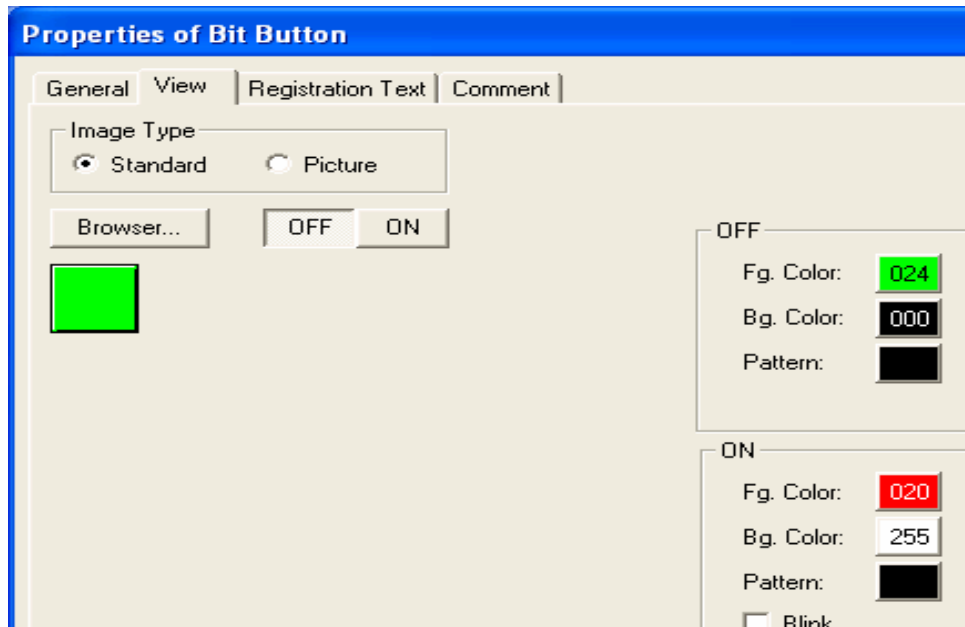 Properties of Bit Button
General View Registration Text Comment
Image Type
Standard Picture
Browser... OFF ON
OFF
Fg. Color: 024
Bg. Color: 000
Pattern:
ON
Fg. Color: 020
Bg. Color: 255
Pattern:
Blink